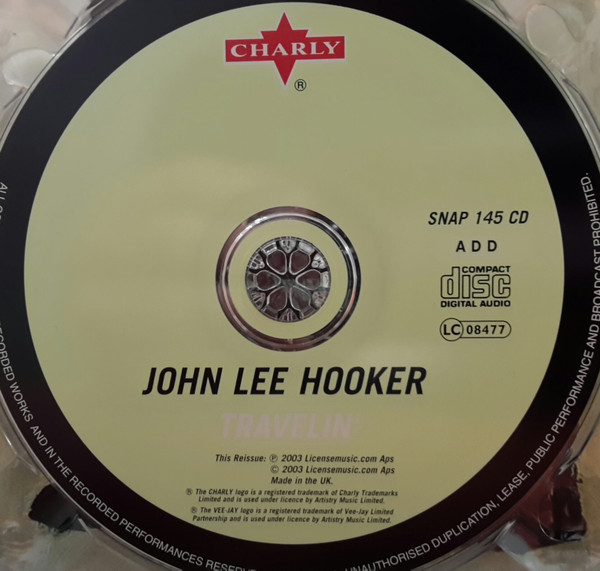 CHARLY
®
SNAP 145 CD
ADD
COMPACT
disc
DIGITAL AUDIO
LC 08477
JOHN LEE HOOKER
TRAVELIN'
This Reissue: ℗ 2003 Licensemusic.com Aps
© 2003 Licensemusic.com Aps
Made in the UK.
® The CHARLY logo is a registered trademark of Charly Trademarks
Limited and is used under licence by Artistry Music Limited.
® The VEE-JAY logo is a registered trademark of Vee-Jay Limited
Partnership and is used under licence by Artistry Music Limited.
RECORDED WORKS AND IN THE RECORDED PERFORMANCES RESERVED
UNAUTHORISED DUPLICATION, LEASE, PUBLIC PERFORMANCE AND BROADCAST PROHIBITED.